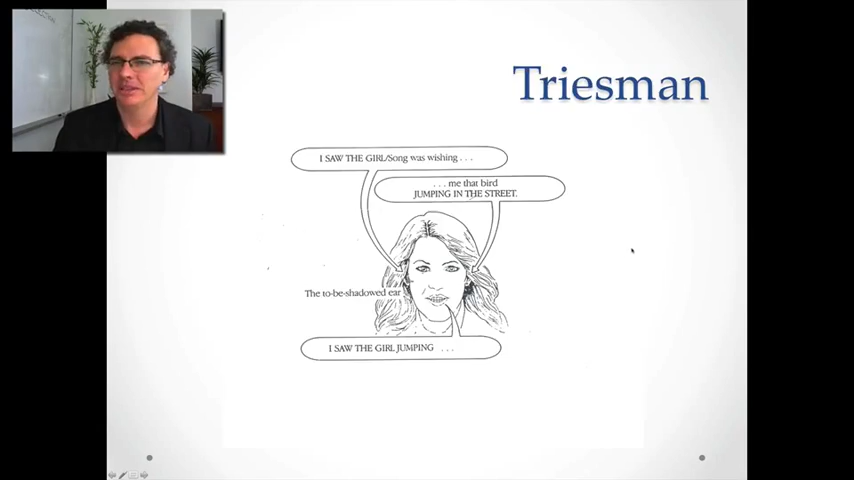 Triesman
I SAW THE GIRL/Song was wishing . . .
. . . me that bird
JUMPING IN THE STREET.
The to-be-shadowed ear
I SAW THE GIRL JUMPING . . .